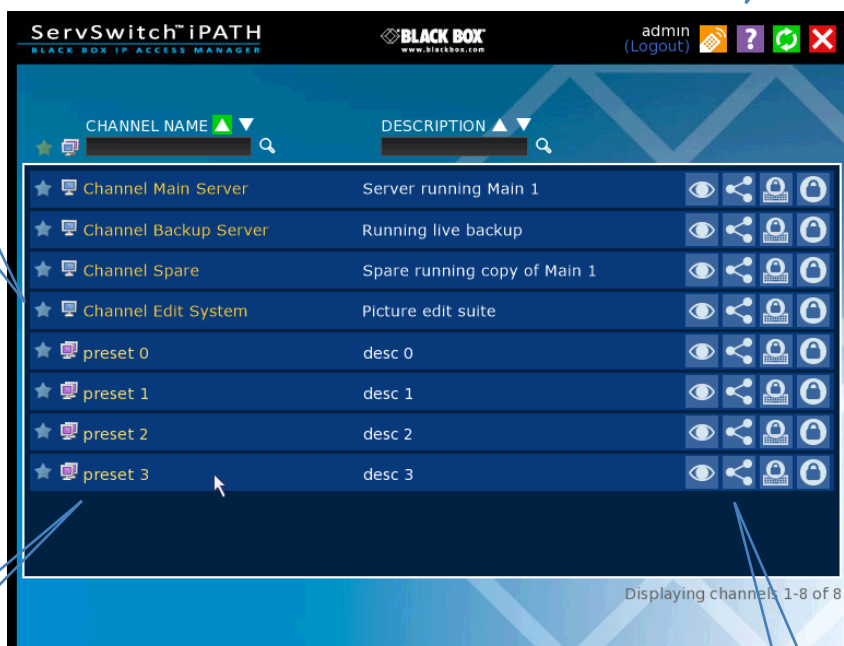 ServSwitch™ iPATH
BLACK BOX IP ACCESS MANAGER
BLACK BOX®
www.blackbox.com
admin
(Logout)
?
CHANNEL NAME
DESCRIPTION
Channel Main Server Server running Main 1
Channel Backup Server Running live backup
Channel Spare Spare running copy of Main 1
Channel Edit System Picture edit suite
preset 0 desc 0
preset 1 desc 1
preset 2 desc 2
preset 3 desc 3
Displaying channels 1-8 of 8